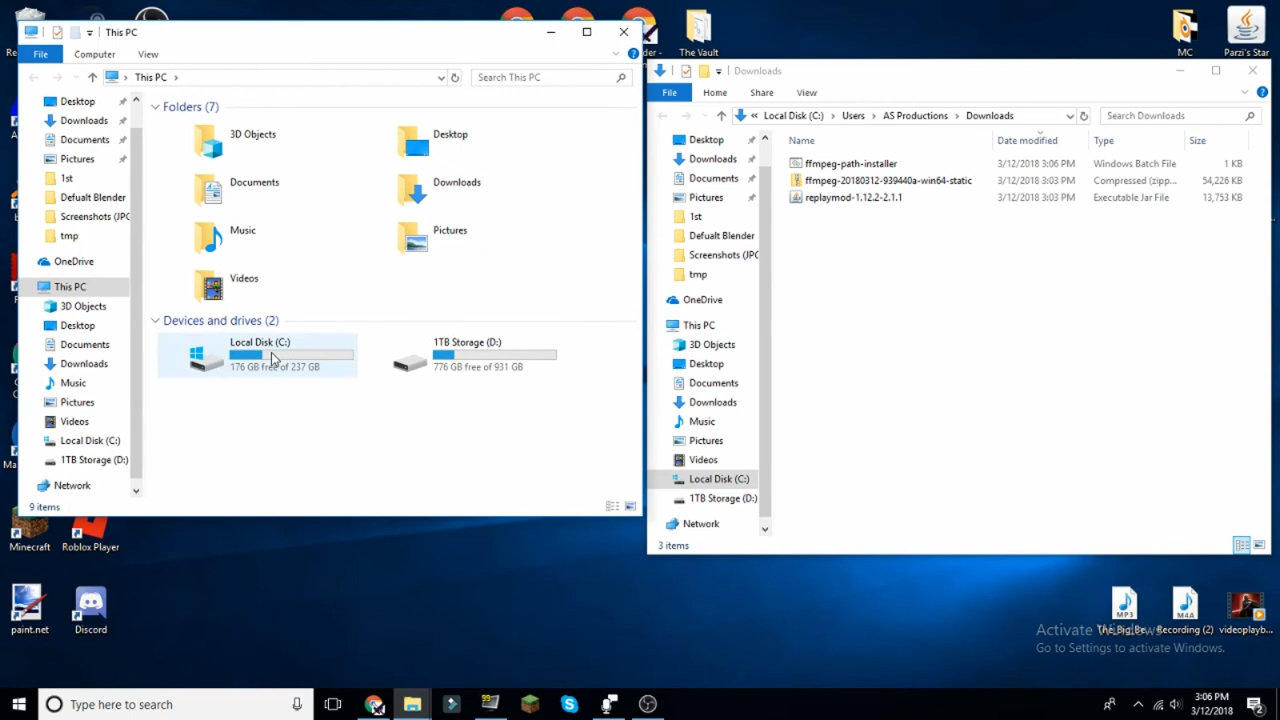 The Vault
MC
Parzi's Star
This PC
File
Computer
View
This PC
Search This PC
Desktop
Downloads
Documents
Pictures
1st
Defualt Blender
Screenshots (JPG
tmp
OneDrive
This PC
3D Objects
Desktop
Documents
Downloads
Music
Pictures
Videos
Local Disk (C:)
1TB Storage (D:)
Network
Folders (7)
3D Objects
Desktop
Documents
Downloads
Music
Pictures
Videos
Devices and drives (2)
Local Disk (C:)
176 GB free of 237 GB
1TB Storage (D:)
776 GB free of 931 GB
9 items
Downloads
File
Home
Share
View
« Local Disk (C:) › Users › AS Productions › Downloads
Search Downloads
Name
Date modified
Type
Size
ffmpeg-path-installer 3/12/2018 3:06 PM Windows Batch File 1 KB
ffmpeg-20180312-939440a-win64-static 3/12/2018 3:03 PM Compressed (zipp... 54,226 KB
replaymod-1.12.2-2.1.1 3/12/2018 3:03 PM Executable Jar File 13,753 KB
Desktop
Downloads
Documents
Pictures
1st
Defualt Blender
Screenshots (JPG
tmp
OneDrive
This PC
3D Objects
Desktop
Documents
Downloads
Music
Pictures
Videos
Local Disk (C:)
1TB Storage (D:)
Network
3 items
Minecraft
Roblox Player
paint.net
Discord
MP3
M4A
Recording (2)
videoplayb...
Activate Windows
Go to Settings to activate Windows.
Type here to search
3:06 PM
3/12/2018
2